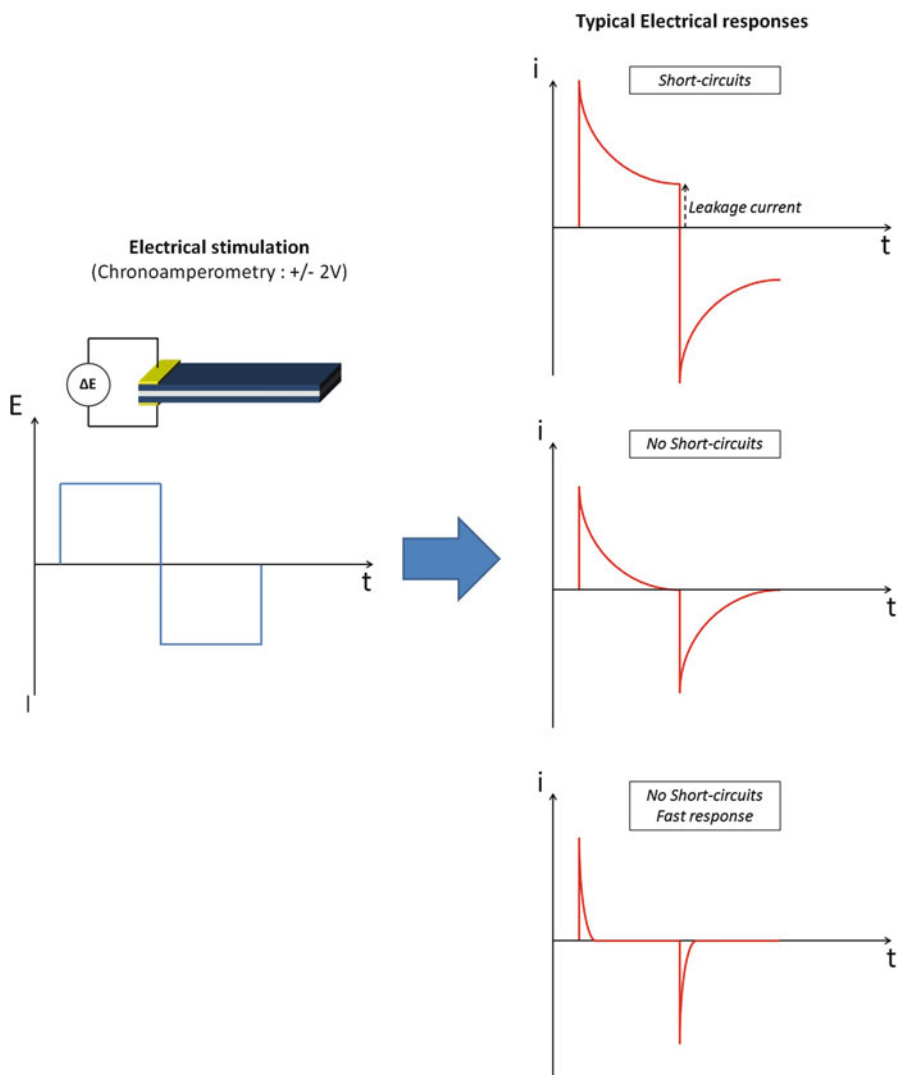 Typical Electrical responses
i
Short-circuits
Leakage current
t
Electrical stimulation
(Chronoamperometry : +/- 2V)
ΔE
E
t
I
i
No Short-circuits
t
i
No Short-circuits
Fast response
t